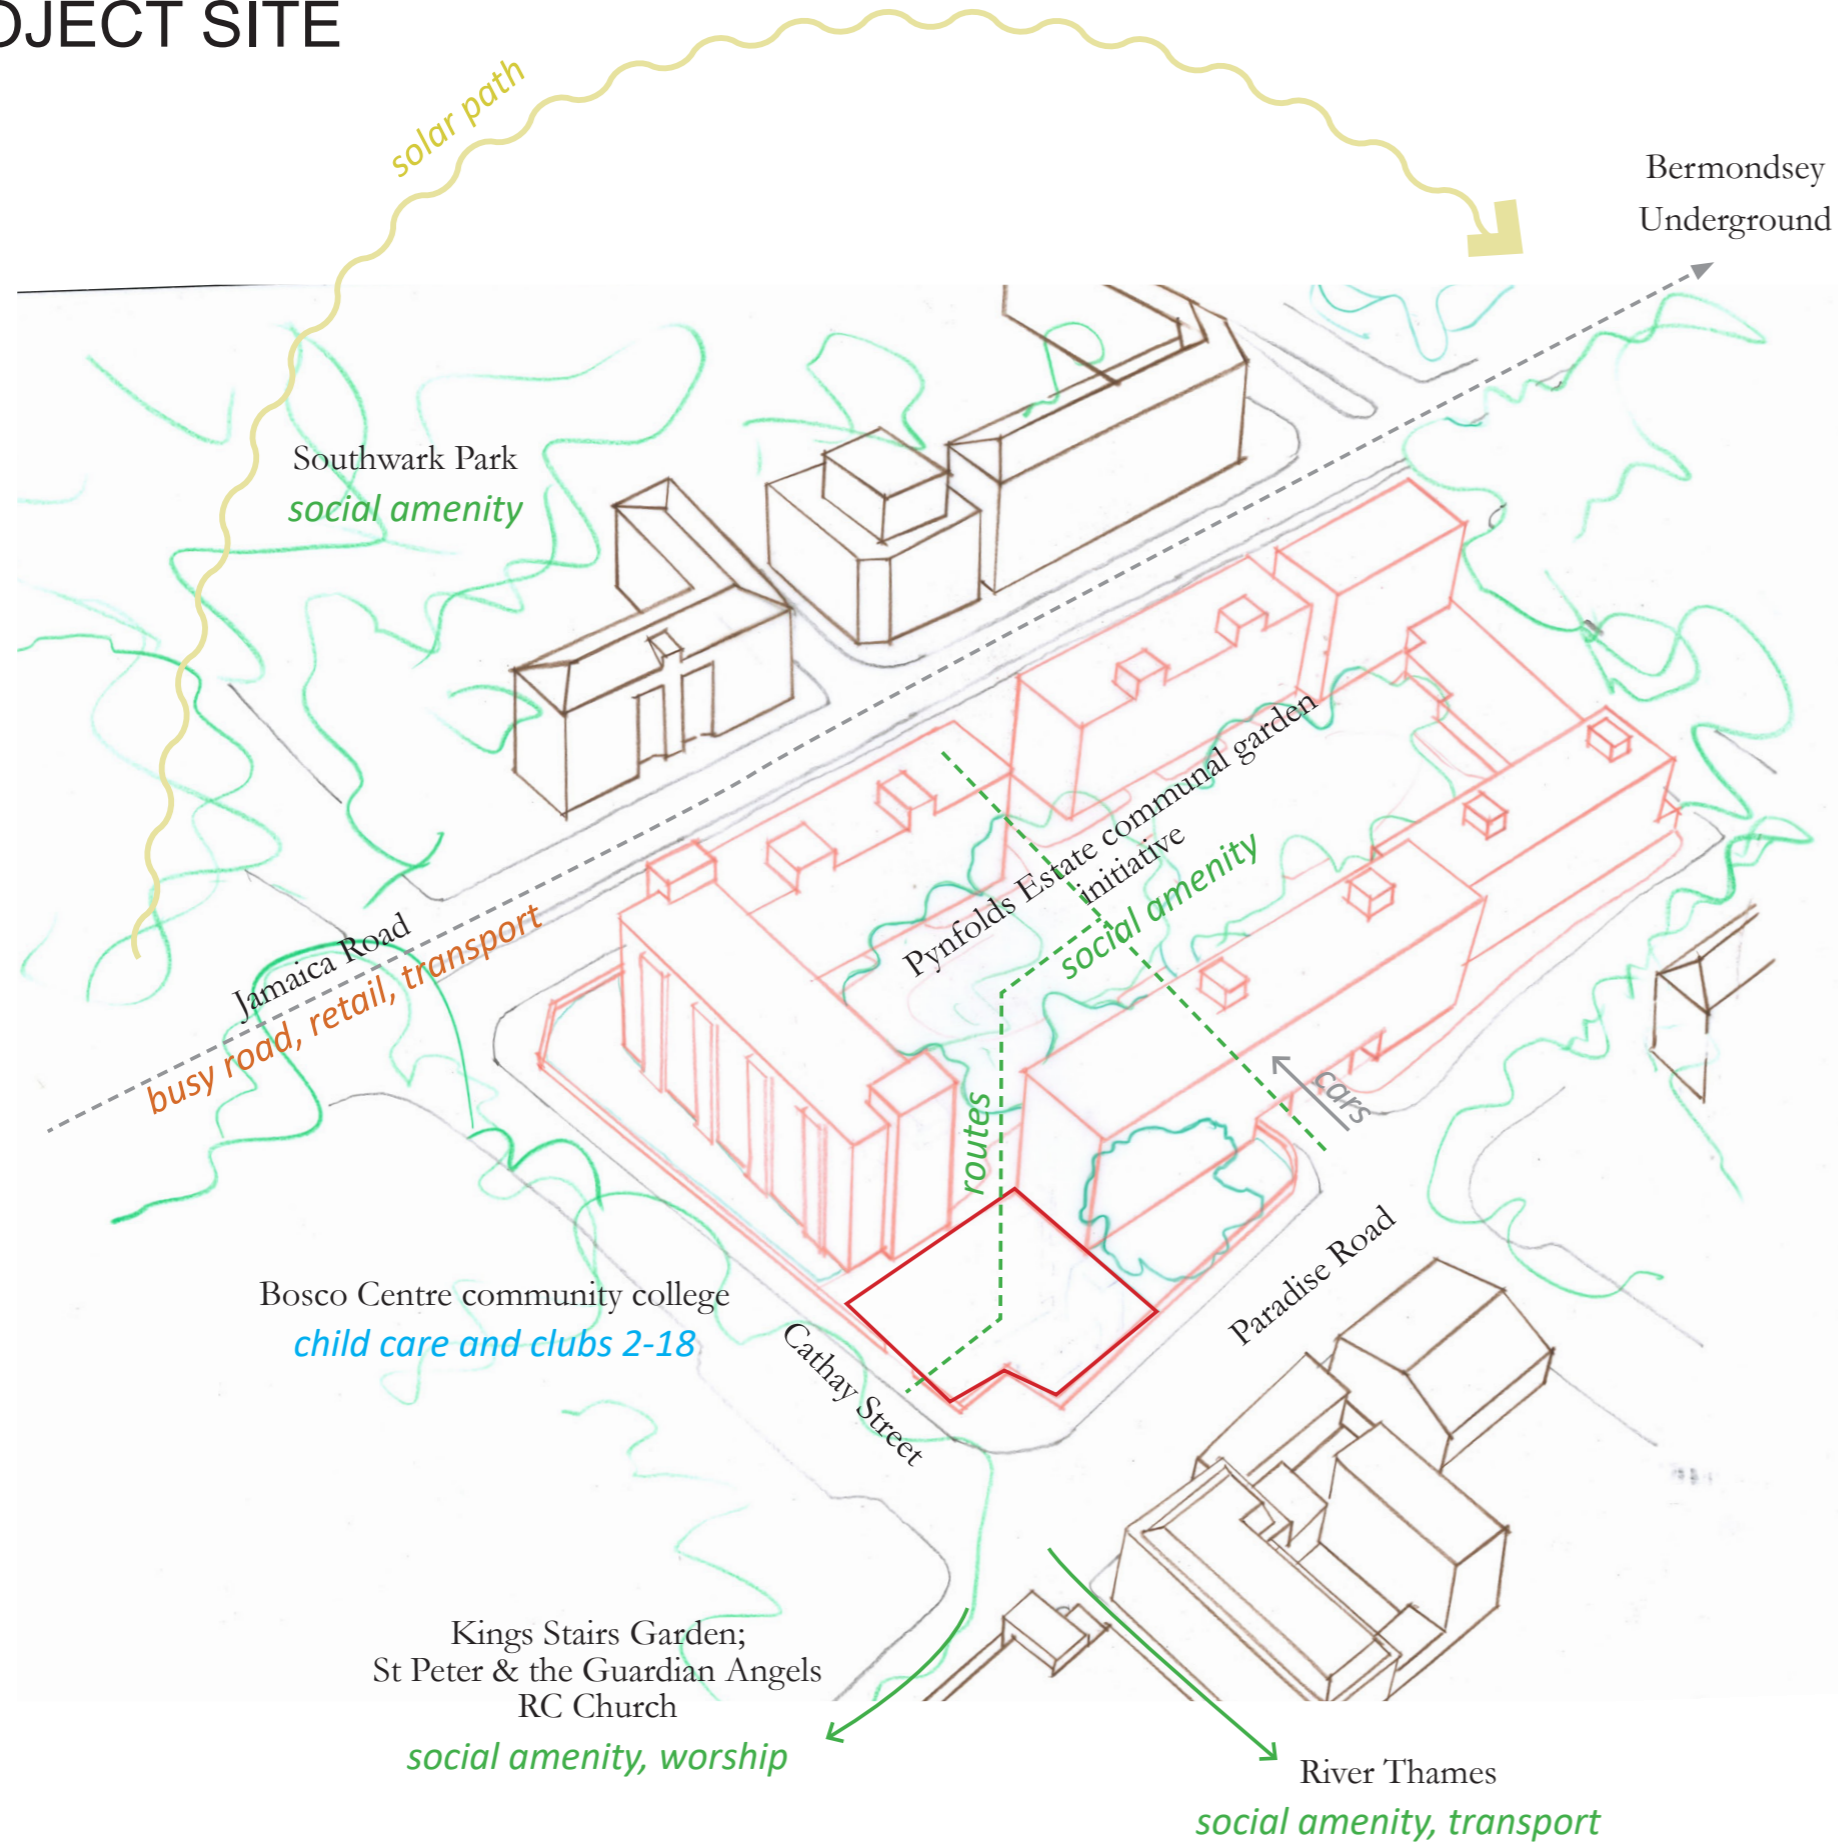 OJECT SITE
solar path
Bermondsey
Underground
Southwark Park
social amenity
Pynfolds Estate communal garden
initiative
social amenity
Jamaica Road
busy road, retail, transport
routes
cars
Paradise Road
Bosco Centre community college
child care and clubs 2-18
Cathay Street
Kings Stairs Garden;
St Peter & the Guardian Angels
RC Church
social amenity, worship
River Thames
social amenity, transport